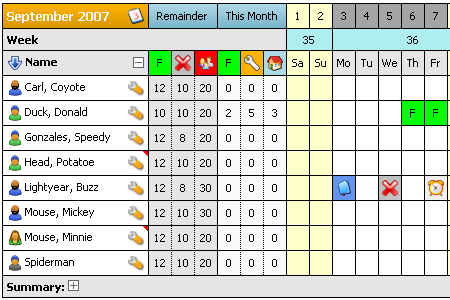 September 2007 3 Remainder This Month 1 2 3 4 5 6 7
Week 35 36
Name F F Sa Su Mo Tu We Th Fr
Carl, Coyote 12 10 20 0 0 0
Duck, Donald 10 10 20 2 5 3 F F
Gonzales, Speedy 12 8 20 0 0 0
Head, Potatoe 12 10 20 0 0 0
Lightyear, Buzz 12 8 30 0 0 0
Mouse, Mickey 12 10 30 0 0 0
Mouse, Minnie 12 10 20 0 0 0
Spiderman 12 10 20 0 0 0
Summary: